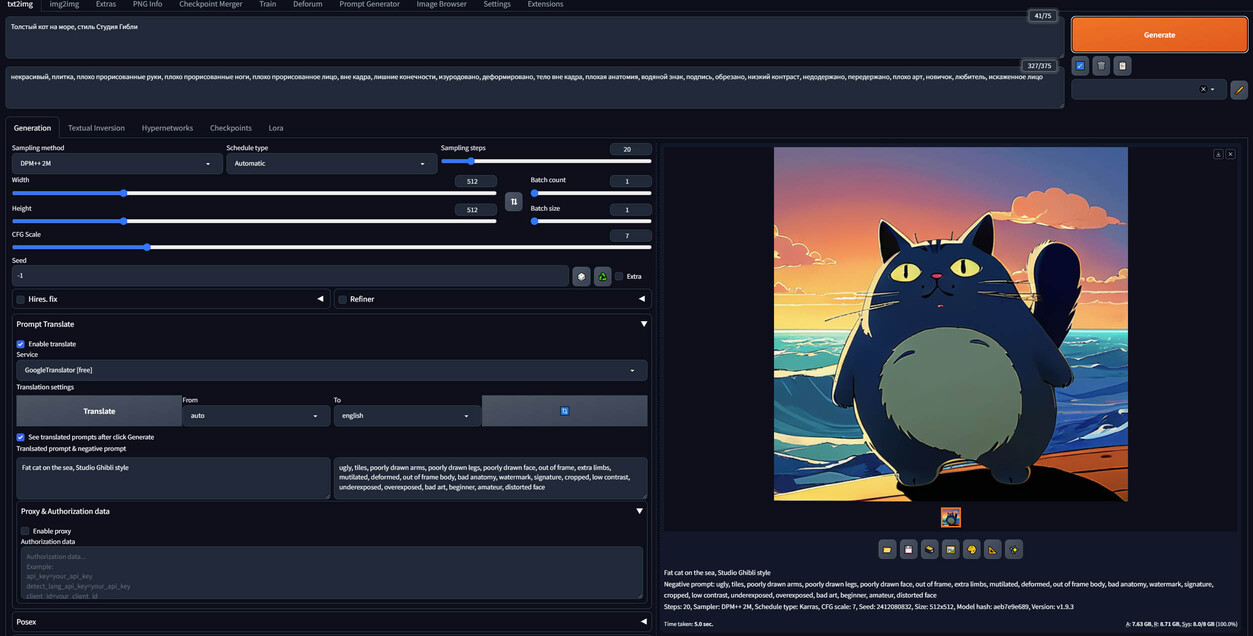 txt2img img2img Extras PNG Info Checkpoint Merger Train Deforum Prompt Generator Image Browser Settings Extensions
41/75
Толстый кот на море, стиль Студия Гибли
Generate
327/375
некрасивый, плитка, плохо прорисованные руки, плохо прорисованные ноги, плохо прорисованное лицо, вне кадра, лишние конечности, изуродовано, деформировано, тело вне кадра, плохая анатомия, водяной знак, подпись, обрезано, низкий контраст, недодержано, передержано, плохо арт, новичок, любитель, искаженное лицо
Generation Textual Inversion Hypernetworks Checkpoints Lora
Sampling method Schedule type Sampling steps 20
DPM++ 2M Automatic
Width 512 Batch count 1
Height 512 Batch size 1
CFG Scale 7
Seed
-1
Extra
Hires. fix Refiner
Prompt Translate
Enable translate
Service
GoogleTranslator [free]
Translation settings
Translate From To
auto english
See translated prompts after click Generate
Tranlsated prompt & negative prompt
Fat cat on the sea, Studio Ghibli style
ugly, tiles, poorly drawn arms, poorly drawn legs, poorly drawn face, out of frame, extra limbs,
mutilated, deformed, out of frame body, bad anatomy, watermark, signature, cropped, low contrast,
underexposed, overexposed, bad art, beginner, amateur, distorted face
Proxy & Authorization data
Enable proxy
Authorization data
Authorization data...
Example:
api_key=your_api_key
detect_lang_api_key=your_api_key
client_id=your_client_id
Posex
Fat cat on the sea, Studio Ghibli style
Negative prompt: ugly, tiles, poorly drawn arms, poorly drawn legs, poorly drawn face, out of frame, extra limbs, mutilated, deformed, out of frame body, bad anatomy, watermark, signature,
cropped, low contrast, underexposed, overexposed, bad art, beginner, amateur, distorted face
Steps: 20, Sampler: DPM++ 2M, Schedule type: Karras, CFG scale: 7, Seed: 2412080832, Size: 512x512, Model hash: aeb7e9e689, Version: v1.9.3
Time taken: 5.0 sec.
A: 7.63 GB, R: 8.71 GB, Sys: 8.0/8 GB (100.0%)